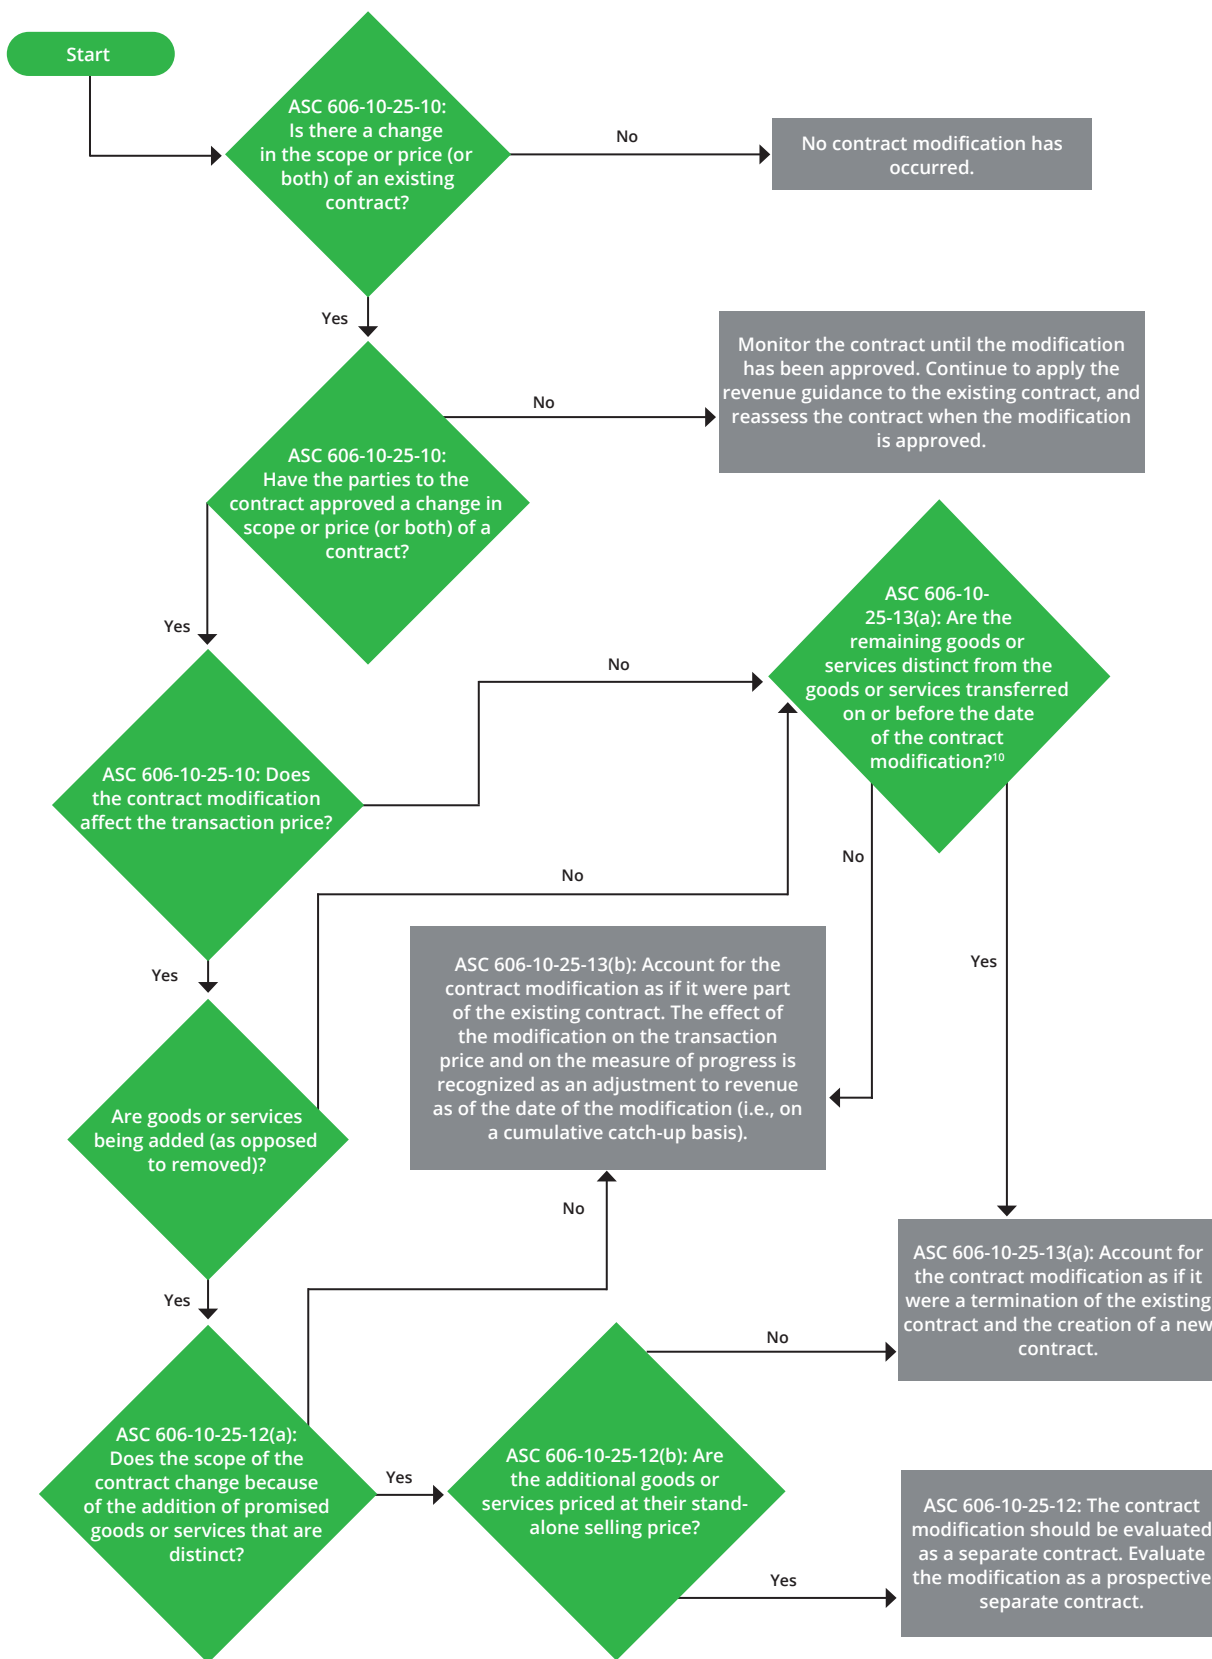 Start
ASC 606-10-25-10:
Is there a change
in the scope or price (or
both) of an existing
contract?
No
No contract modification has
occurred.
Yes
Monitor the contract until the modification
has been approved. Continue to apply the
revenue guidance to the existing contract, and
reassess the contract when the modification
is approved.
No
ASC 606-10-25-10:
Have the parties to the
contract approved a change in
scope or price (or both) of a
contract?
Yes
ASC 606-10-
25-13(a): Are the
remaining goods or
services distinct from the
goods or services transferred
on or before the date
of the contract
modification?¹⁰
No
ASC 606-10-25-10: Does
the contract modification
affect the transaction price?
No
No
Yes
Yes
ASC 606-10-25-13(b): Account for the
contract modification as if it were part
of the existing contract. The effect of
the modification on the transaction
price and on the measure of progress is
recognized as an adjustment to revenue
as of the date of the modification (i.e., on
a cumulative catch-up basis).
Are goods or services
being added (as opposed
to removed)?
No
Yes
ASC 606-10-25-13(a): Account for
the contract modification as if it
were a termination of the existing
contract and the creation of a new
contract.
No
ASC 606-10-25-12(a):
Does the scope of the
contract change because
of the addition of promised
goods or services that are
distinct?
Yes
ASC 606-10-25-12(b): Are
the additional goods or
services priced at their stand-
alone selling price?
Yes
ASC 606-10-25-12: The contract
modification should be evaluated
as a separate contract. Evaluate
the modification as a prospective
separate contract.